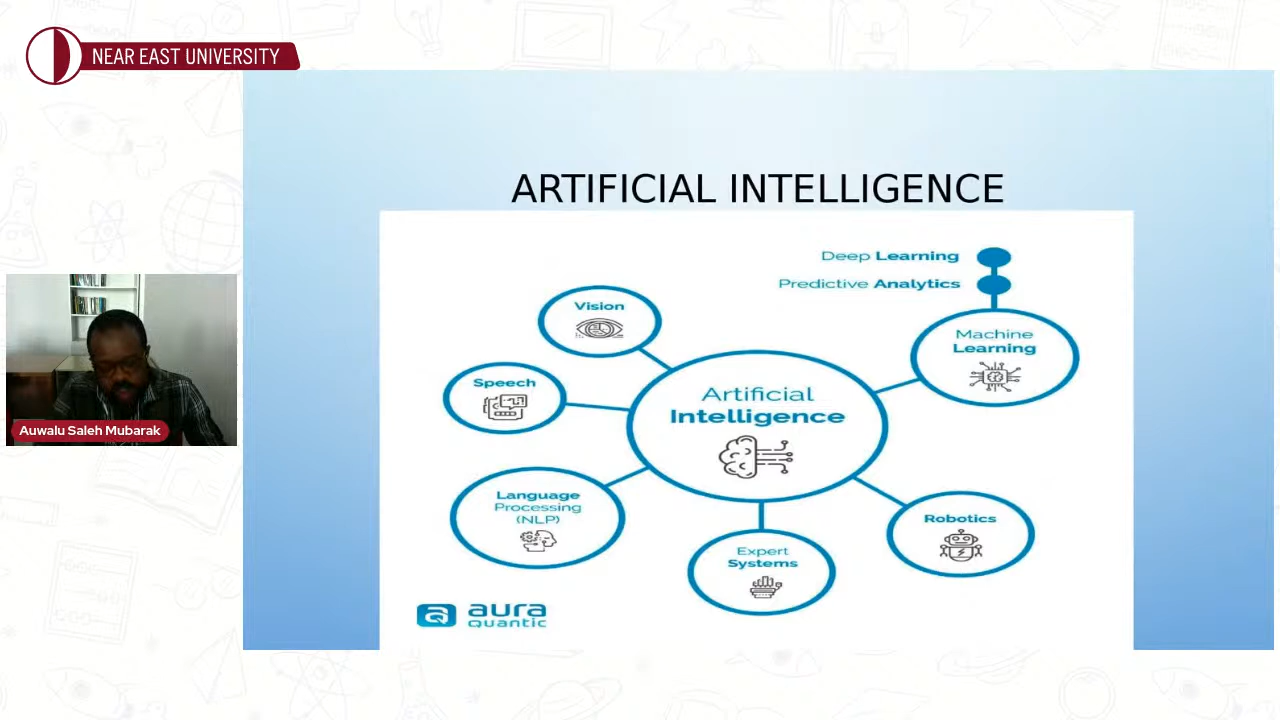 NEAR EAST UNIVERSITY
ARTIFICIAL INTELLIGENCE
Deep Learning
Predictive Analytics
Vision
Machine
Learning
Speech
Artificial
Intelligence
Language
Processing
(NLP)
Robotics
Expert
Systems
aura
quantic
Auwalu Saleh Mubarak